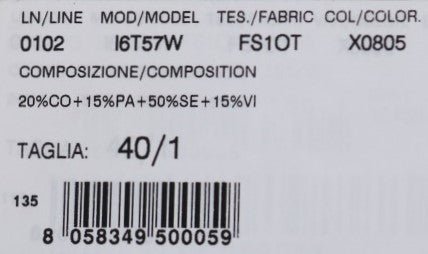 LN/LINE MOD/MODEL TES./FABRIC COL/COLOR.
0102 I6T57W FS1OT X0805
COMPOSIZIONE/COMPOSITION
20%CO+15%PA+50%SE+15%VI
TAGLIA: 40/1
135
8 058349 500059